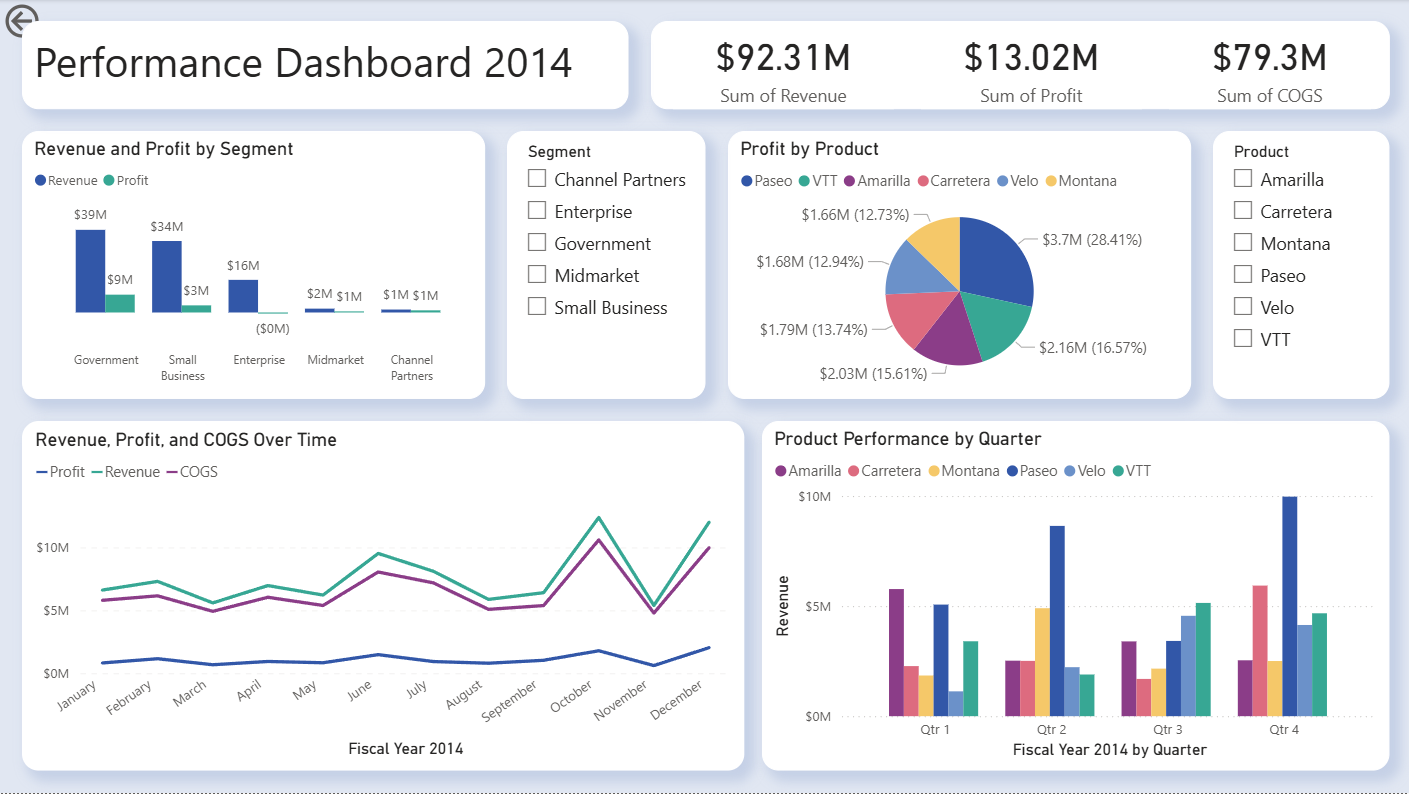 Performance Dashboard 2014
$92.31M
Sum of Revenue
$13.02M
Sum of Profit
$79.3M
Sum of COGS
Revenue and Profit by Segment
Revenue Profit
$39M
$9M
$34M
$3M
$16M
($0M)
$2M $1M
$1M $1M
Government
Small
Business
Enterprise
Midmarket
Channel
Partners
Segment
Channel Partners
Enterprise
Government
Midmarket
Small Business
Profit by Product
Paseo VTT Amarilla Carretera Velo Montana
$1.66M (12.73%)
$3.7M (28.41%)
$1.68M (12.94%)
$1.79M (13.74%)
$2.16M (16.57%)
$2.03M (15.61%)
Product
Amarilla
Carretera
Montana
Paseo
Velo
VTT
Revenue, Profit, and COGS Over Time
Profit Revenue COGS
$10M
$5M
$0M
January
February
March
April
May
June
July
August
September
October
November
December
Fiscal Year 2014
Product Performance by Quarter
Amarilla Carretera Montana Paseo Velo VTT
Revenue
$10M
$5M
$0M
Qtr 1
Qtr 2
Qtr 3
Qtr 4
Fiscal Year 2014 by Quarter